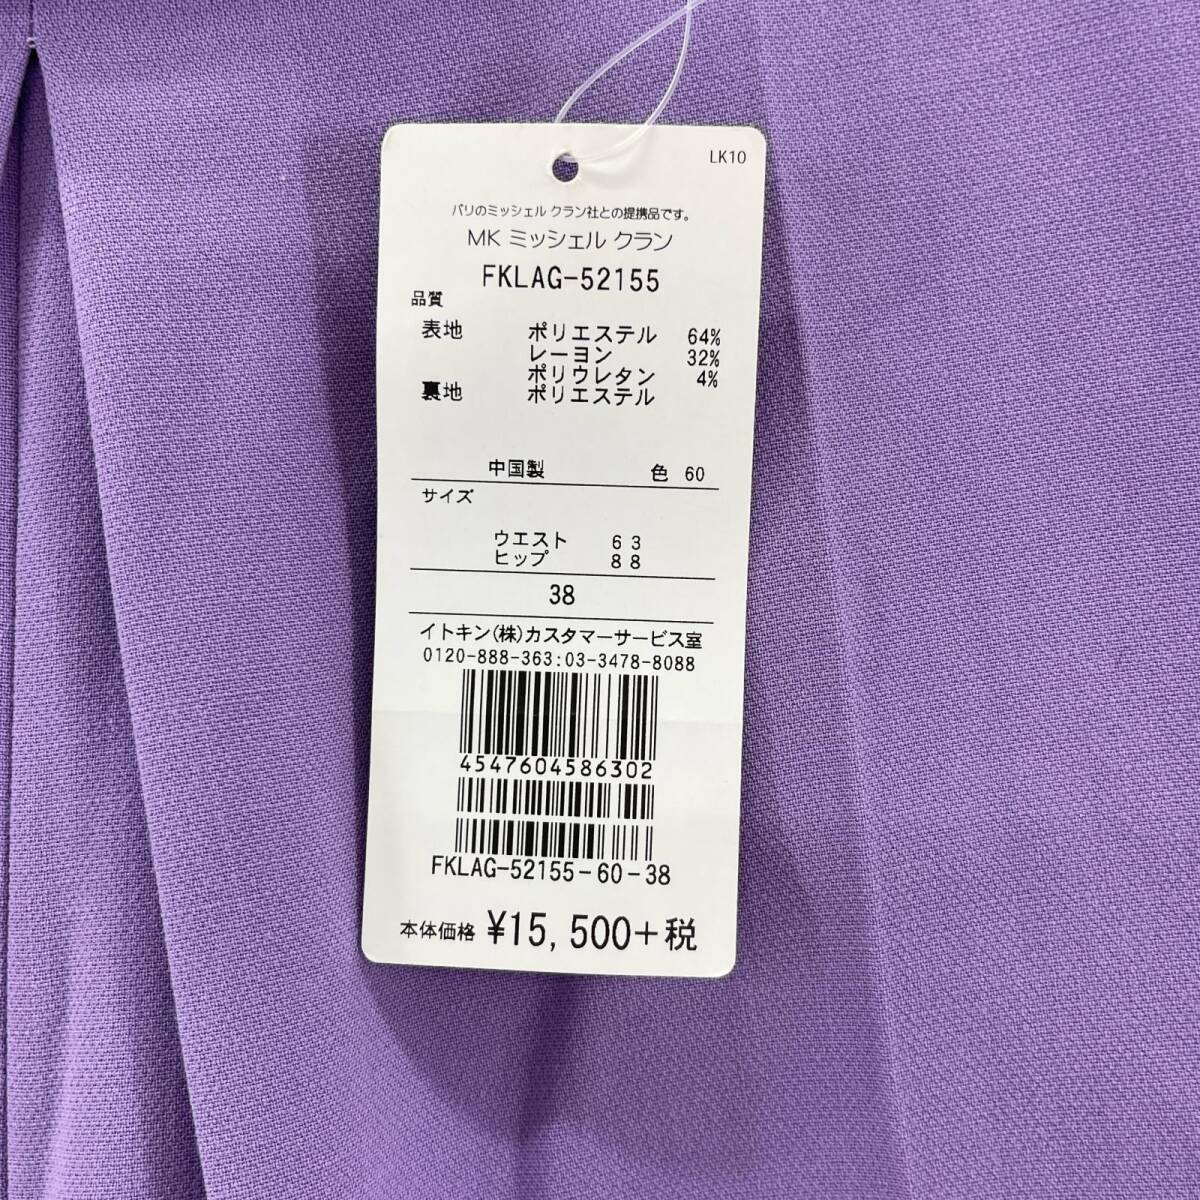 LK10
パリのミッシェル クラン社との提携品です。
MK ミッシェル クラン
FKLAG-52155
品質
表地 ポリエステル 64%
レーヨン 32%
ポリウレタン 4%
裏地 ポリエステル
中国製 色 60
サイズ
ウエスト 63
ヒップ 88
38
イトキン(株)カスタマーサービス室
0120-888-363:03-3478-8088
4547604586302
FKLAG-52155-60-38
本体価格 ¥15,500+税